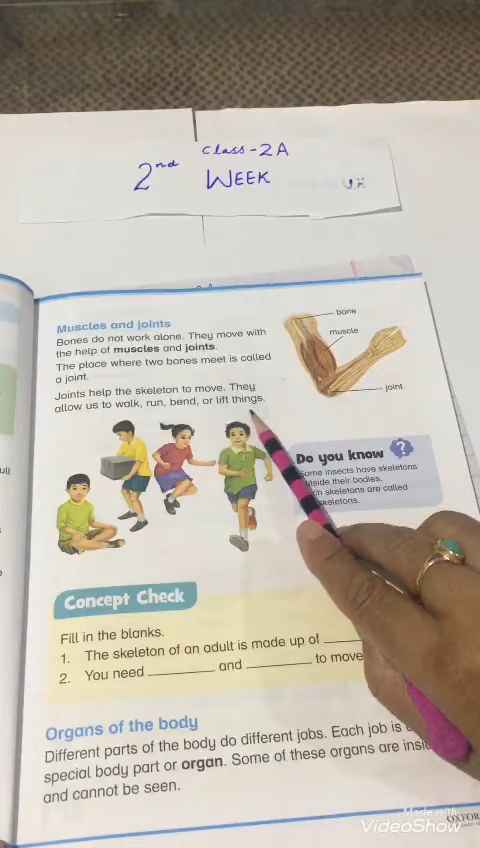 Class-2A
2nd WEEK
Muscles and joints
Bones do not work alone. They move with
the help of muscles and joints.
The place where two bones meet is called
a joint.
Joints help the skeleton to move. They
allow us to walk, run, bend, or lift things.
bone
muscle
joint
Do you know ?
Some insects have skeletons
outside their bodies.
skeletons are called
Concept Check
Fill in the blanks.
1. The skeleton of an adult is made up of ______
2. You need ______ and ______ to move
Organs of the body
Different parts of the body do different jobs. Each job is
special body part or organ. Some of these organs are
and cannot be seen.
Made with
VideoShow